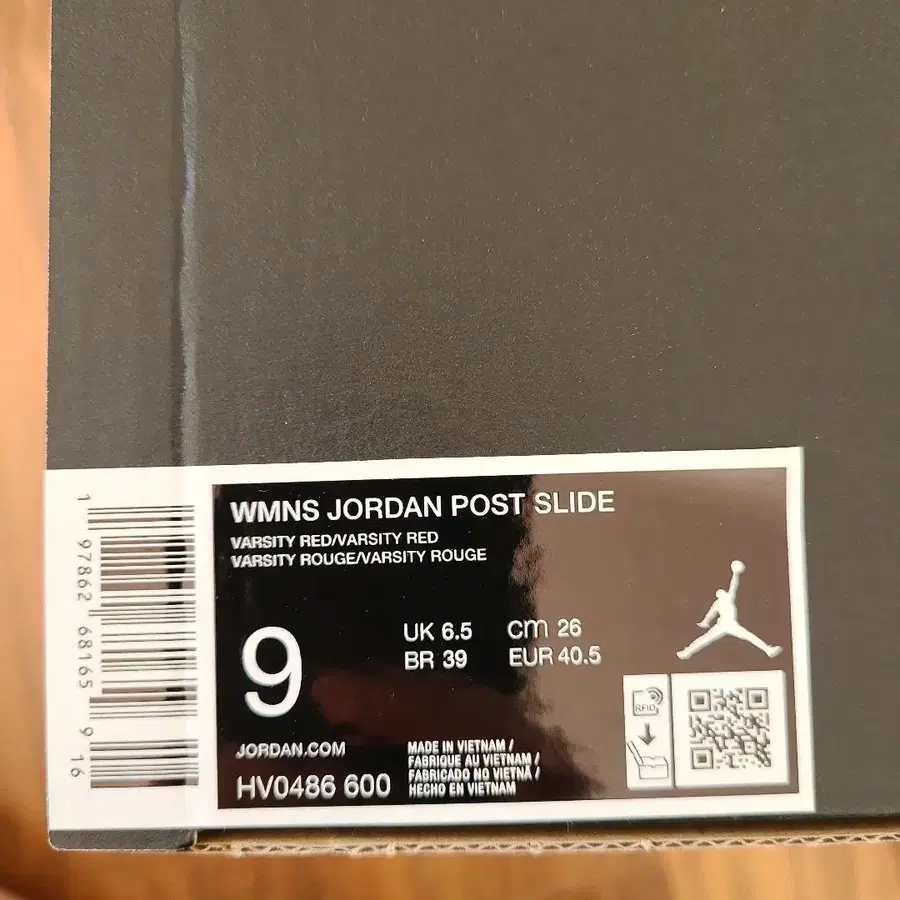 WMNS JORDAN POST SLIDE
VARSITY RED/VARSITY RED
VARSITY ROUGE/VARSITY ROUGE
9
UK 6.5 cm 26
BR 39 EUR 40.5
JORDAN.COM
HV0486 600
MADE IN VIETNAM /
FABRIQUE AU VIETNAM /
FABRICADO NO VIETNÃ /
HECHO EN VIETNAM
RFID
1 97862 68165 9 16